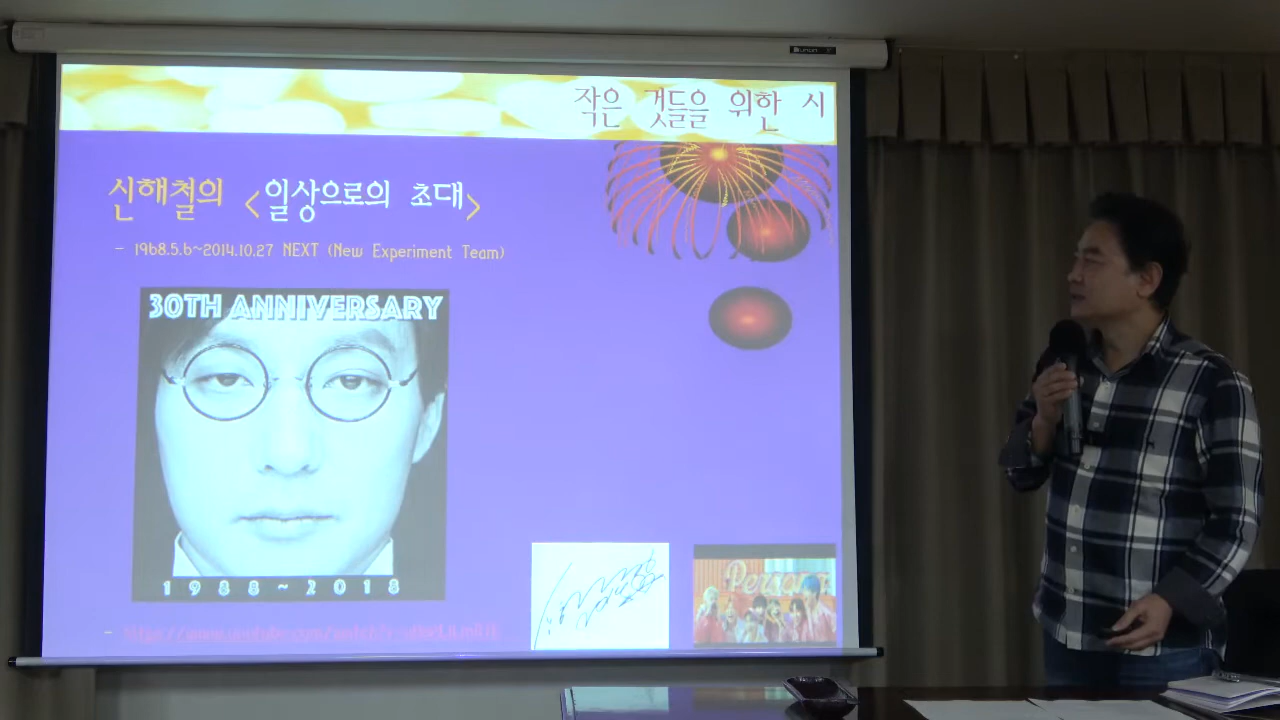 작은 것들을 위한 시
신해철의 <일상으로의 초대>
- 1968.5.6~2014.10.27 NEXT (New Experiment Team)
30TH ANNIVERSARY
1988~2018
Persona